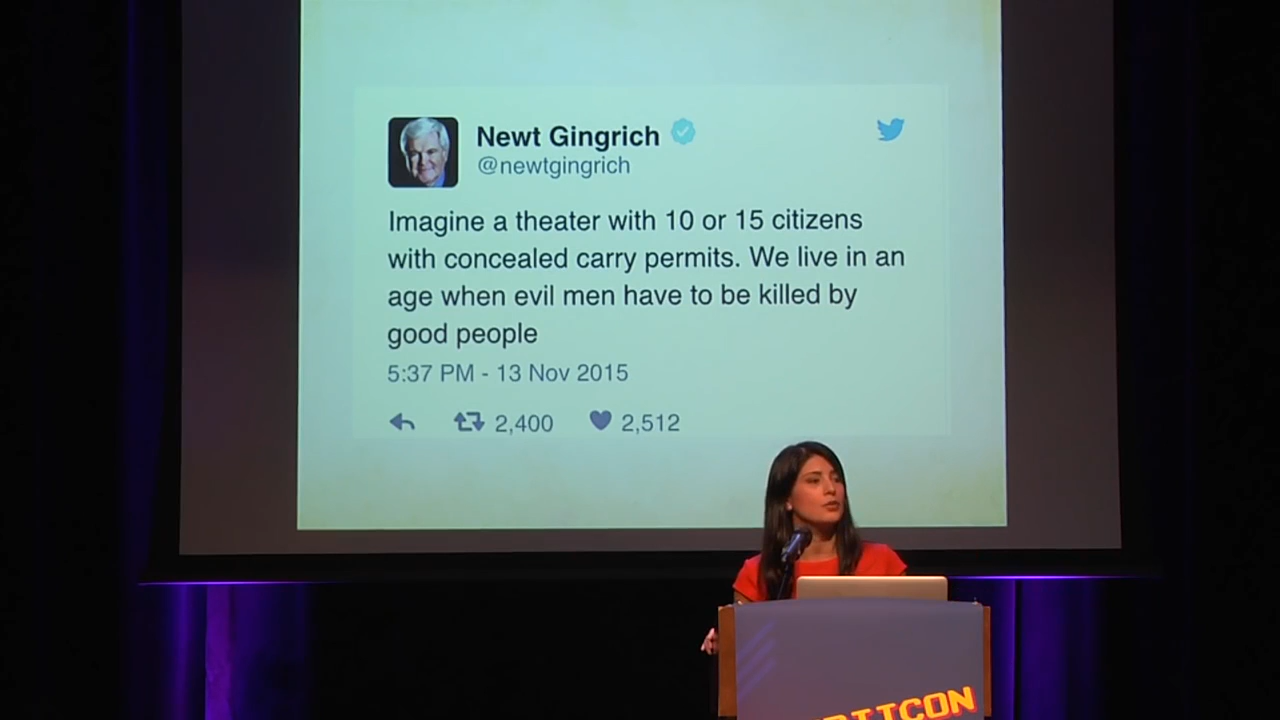 Newt Gingrich
@newtgingrich
Imagine a theater with 10 or 15 citizens
with concealed carry permits. We live in an
age when evil men have to be killed by
good people
5:37 PM - 13 Nov 2015
2,400 2,512